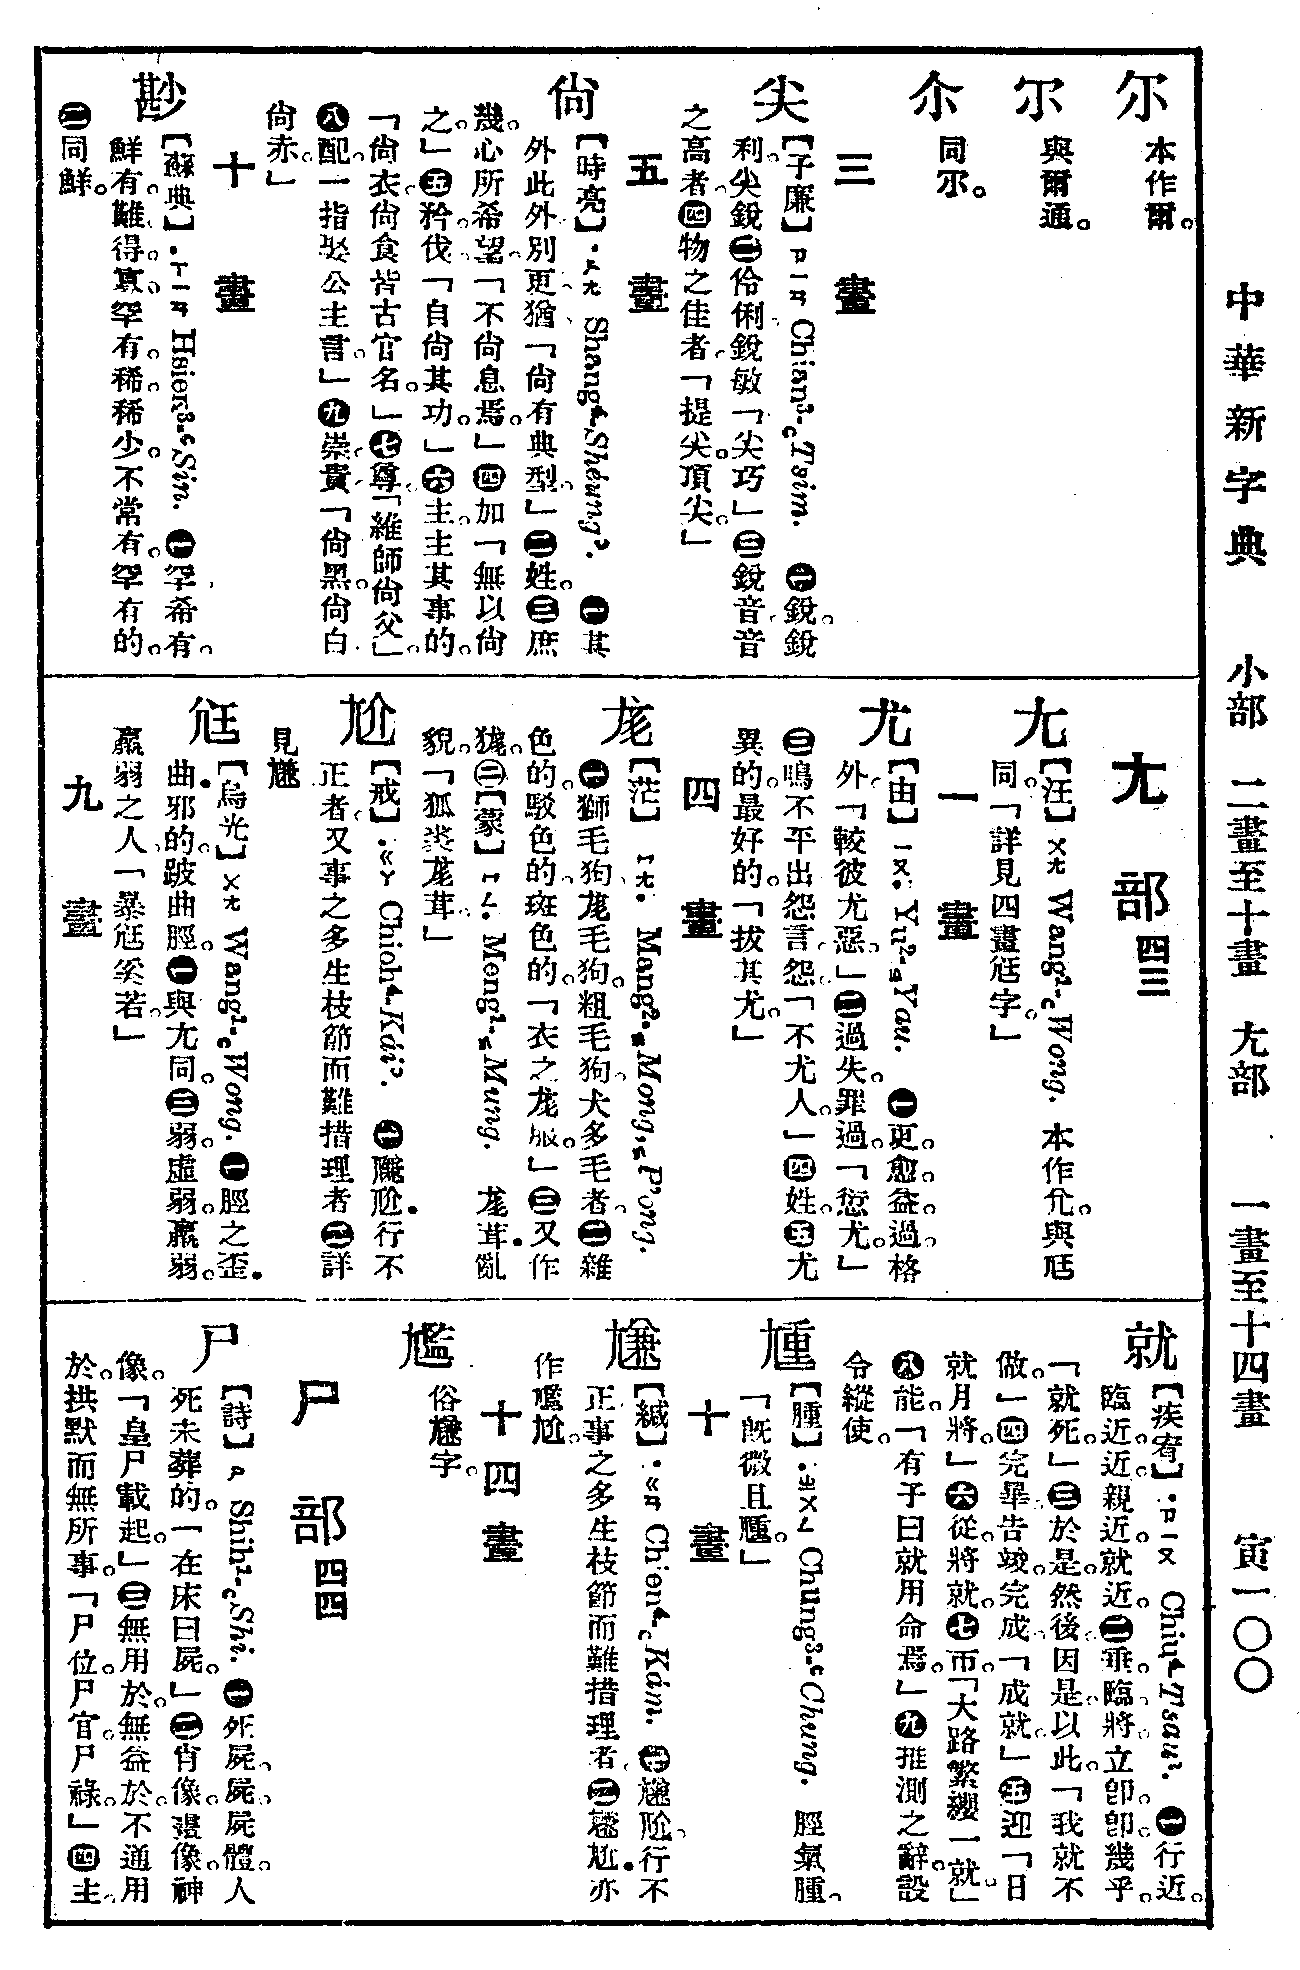 中華新字典 小部 二畫至十畫 尢部 一畫至十四畫 寅一〇〇
尔 本作爾。
尓 與爾通。
尒 同尔。
三 畫
尖 【子廉】ㄗㄧㄢ Chian³-꜀Tsim. ㊀銳。銳
利。尖銳㊁伶俐。銳敏「尖巧」㊂銳音。音
之高者。㊃物之佳者。「提尖。頂尖。」
五 畫
尙 【時亮】·ㄕㄤ Shang⁴-Shéung². ㊀其
外。此外。別更。猶「尙有典型。」㊁姓。㊂庶
幾。心所希望。「不尙息焉。」㊃加「無以尙
之。」㊄矜。伐。「自尙其功。」㊅主。主其事的。
「尙衣。尙食。皆古官名。」㊆尊。「維師尙父」
㊇配。「指娶公主言。」㊈崇。貴。「尙黑。尙白
尙赤。」
十 畫
尠 【蘇典】·ㄒㄧㄢ Hsien³-Sin. ㊀罕。希有。
鮮有。難得。寘。罕有。稀。稀少。不常有。罕有的。
㊁同鮮。
尢 部 四三
尢 【汪】ㄨㄤ Wang¹-꜀Wong. 本作尣。與尪
同「詳見四畫尪字。」
一 畫
尤 【由】ㄧㄡ. Yu²-Yau. ㊀更。愈。益。過。格
外。「較彼尤惡。」㊁過失。罪過。「愆尤。」
㊂鳴不平。出怨言。怨。「不尤人。」㊃姓。㊄尤
異的。最好的。「拔其尤。」
四 畫
尨 【茫】ㄇㄤ. Mang²-Mong, P'ong.
㊀獅毛狗。尨毛狗。粗毛狗。犬多毛者。㊁雜
色的。駁色的。斑色的。「衣之尨服。」㊂又作
狵。㊁【蒙】ㄇㄥ. Meng²-Mung. 尨茸。亂
貌。「狐裘尨茸。」
尬 【戒】·ㄍㄚ Chieh⁴-Kái². ㊀尷尬。行不
正者。又事之多生枝節而難措理者㊁詳
見尷
尪 【烏光】ㄨㄤ Wang¹-꜀Wong. ㊀脛之歪。
曲邪的。跛曲脛。㊀與尢同。㊂弱。虛弱。羸弱。
羸弱之人。「暴尪奚若。」
九 畫
就 【疾宥】·ㄗㄧㄡ Chiu⁴-Tsau². ㊀行近。
臨近。近。親近。就近。㊁垂。臨。將。立卽。卽。幾乎。
「就死。」㊂於是。然後。因是。以此。「我就不
做。」㊃完畢。告竣。完成。「成就。」㊄迎「日
就月將。」㊅從。將就。㊆帀「大路繁纓一就」
㊇能。「有子曰就用命焉。」㊈推測之辭。設
令。縱使。
尰 【腫】·ㄓㄨㄥ Chung³-Chung. 脛氣腫。
「旣微且尰。」
十 畫
尲 【緘】·ㄍㄢ Chien⁴-꜀Kán. ㊀尷尬。行不
正。事之多生枝節而難措理者。㊁尷尬。亦
作尲尬。
十四 畫
尷 俗尲字。
尸 部 四四
尸 【詩】ㄕ Shih¹-꜀Shi. ㊀死屍。屍。屍體。人
死未葬的。「在床曰屍。」㊁肖像。畫像。神
像。「皇尸載起。」㊂無用於。無益於。不通用
於。拱默而無所事。「尸位。尸官。尸祿。」㊃主。